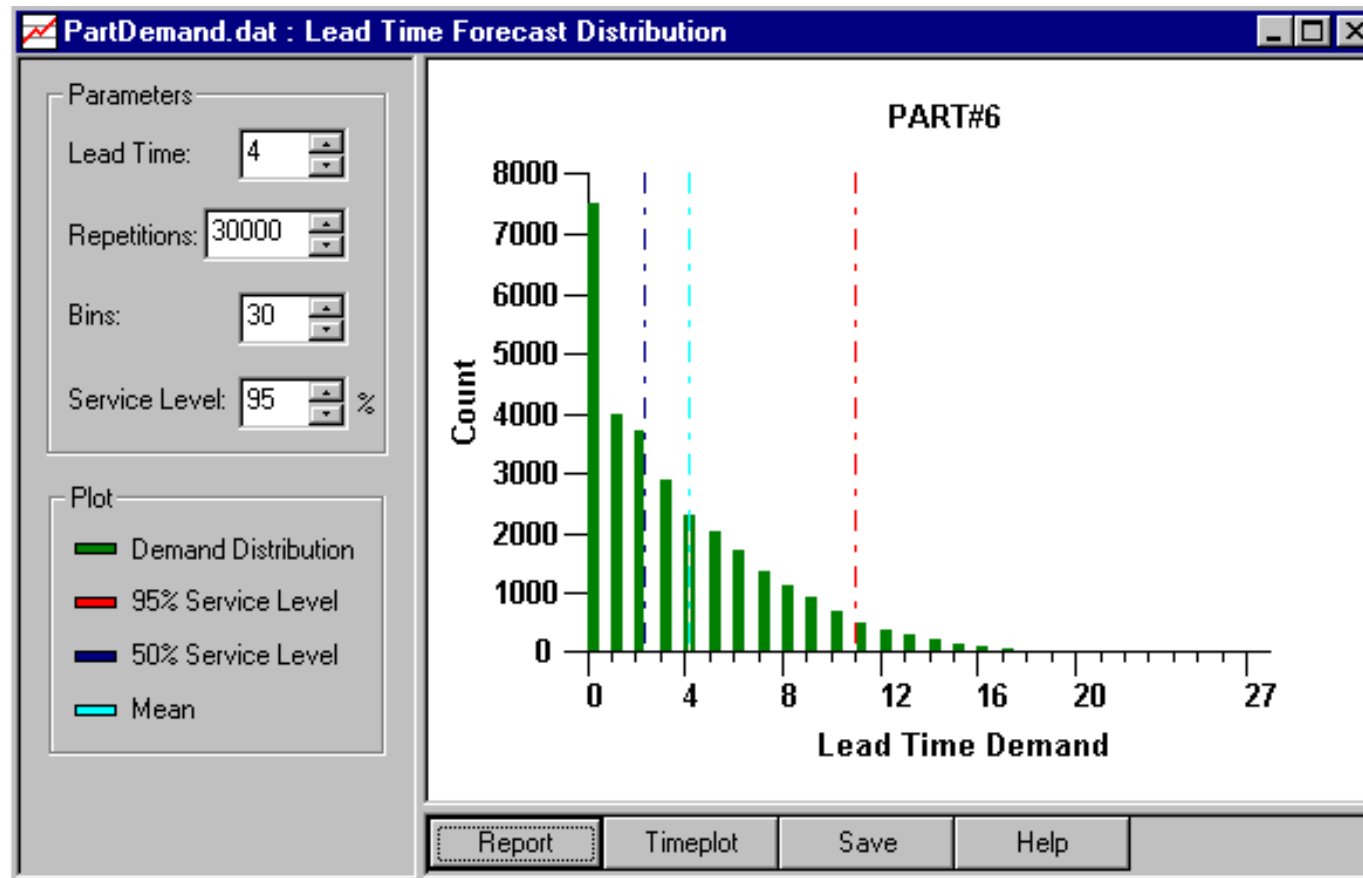 PartDemand.dat : Lead Time Forecast Distribution
Parameters
Lead Time: 4
Repetitions: 30000
Bins: 30
Service Level: 95 %
Plot
Demand Distribution
95% Service Level
50% Service Level
Mean
PART#6
8000
7000
6000
5000
4000
3000
2000
1000
0
Count
0 4 8 12 16 20 27
Lead Time Demand
Report Timeplot Save Help